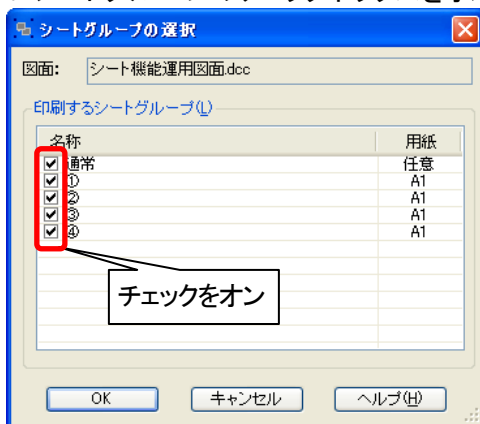 シートグループの選択
図面: シート機能運用図面.dcc
印刷するシートグループ(L)
名称 用紙
通常 任意
① A1
② A1
③ A1
④ A1
チェックをオン
OK キャンセル ヘルプ(H)